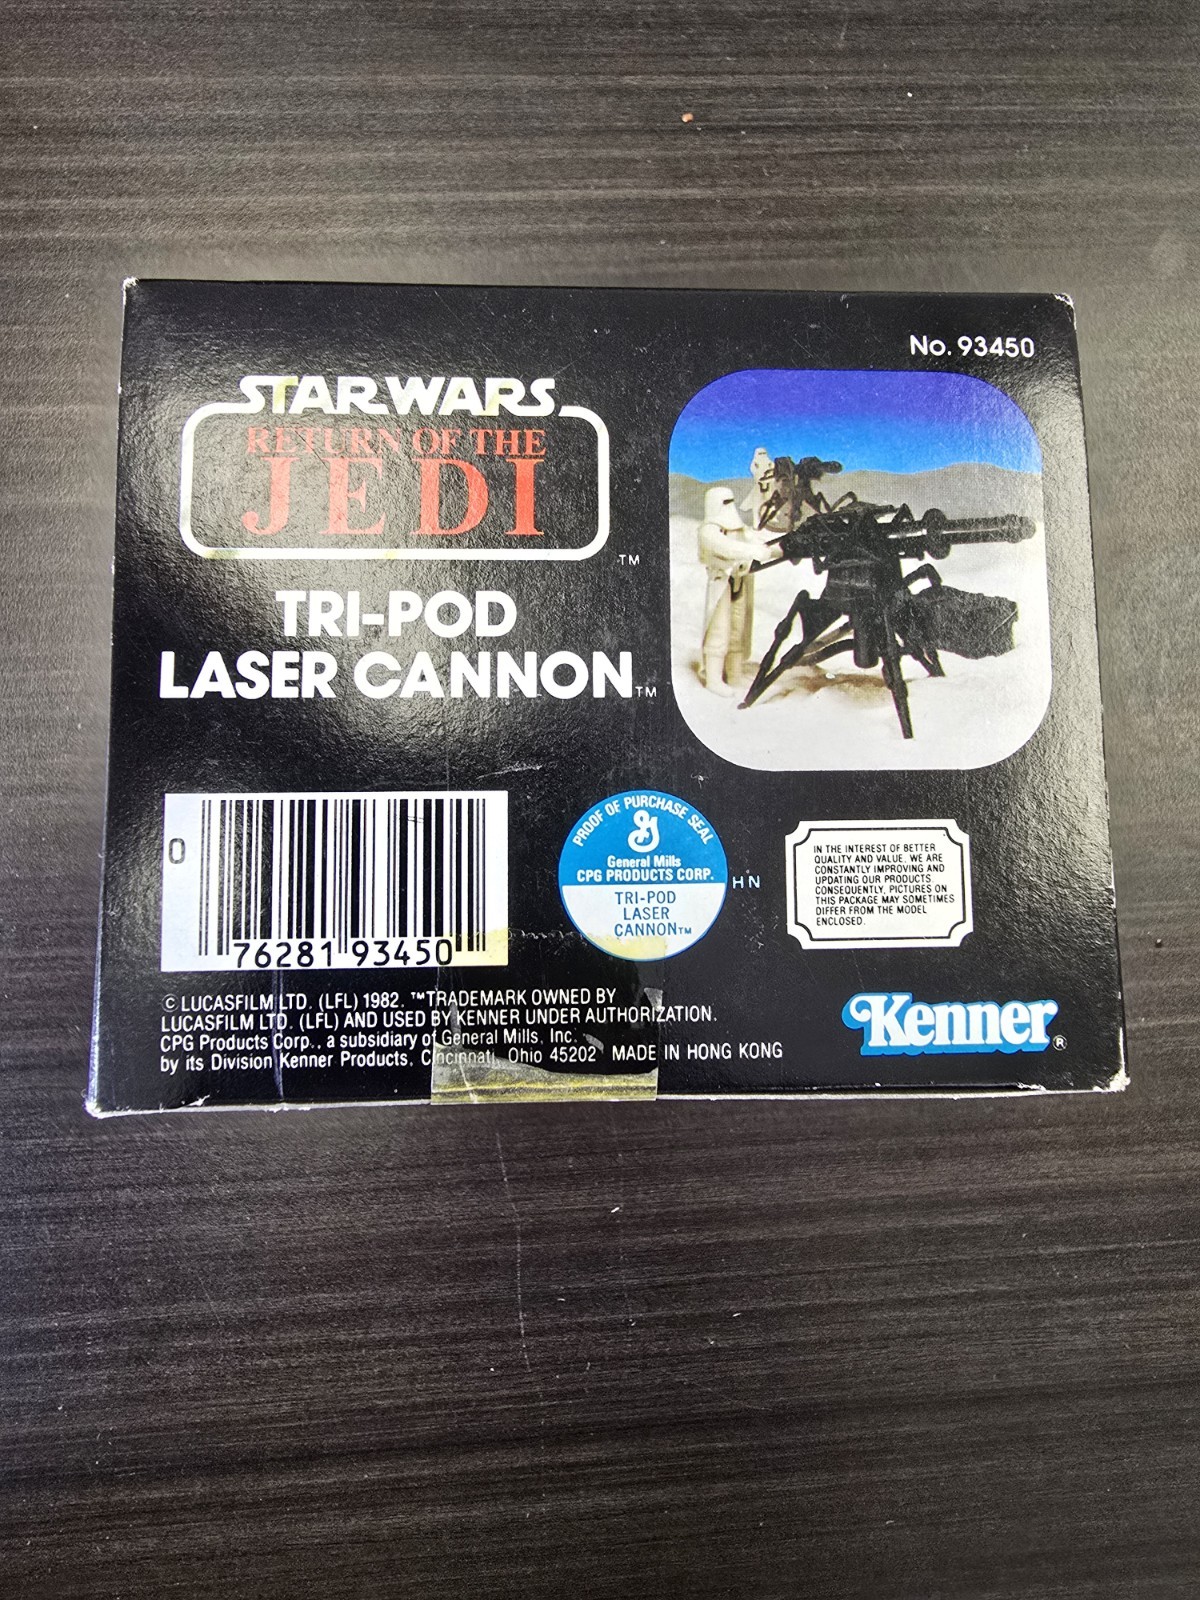 No. 93450
STAR WARS
RETURN OF THE
JEDI
TM
TRI-POD
LASER CANNON TM
0
76281 93450
PROOF OF PURCHASE SEAL
General Mills
CPG PRODUCTS CORP.
TRI-POD
LASER
CANNON TM
HN
IN THE INTEREST OF BETTER
QUALITY AND VALUE, WE ARE
CONSTANTLY IMPROVING AND
UPDATING OUR PRODUCTS.
CONSEQUENTLY, PICTURES ON
THIS PACKAGE MAY SOMETIMES
DIFFER FROM THE MODEL
ENCLOSED.
© LUCASFILM LTD. (LFL) 1982. ™TRADEMARK OWNED BY
LUCASFILM LTD. (LFL) AND USED BY KENNER UNDER AUTHORIZATION.
CPG Products Corp., a subsidiary of General Mills, Inc.
by its Division Kenner Products, Cincinnati, Ohio 45202 MADE IN HONG KONG
Kenner®